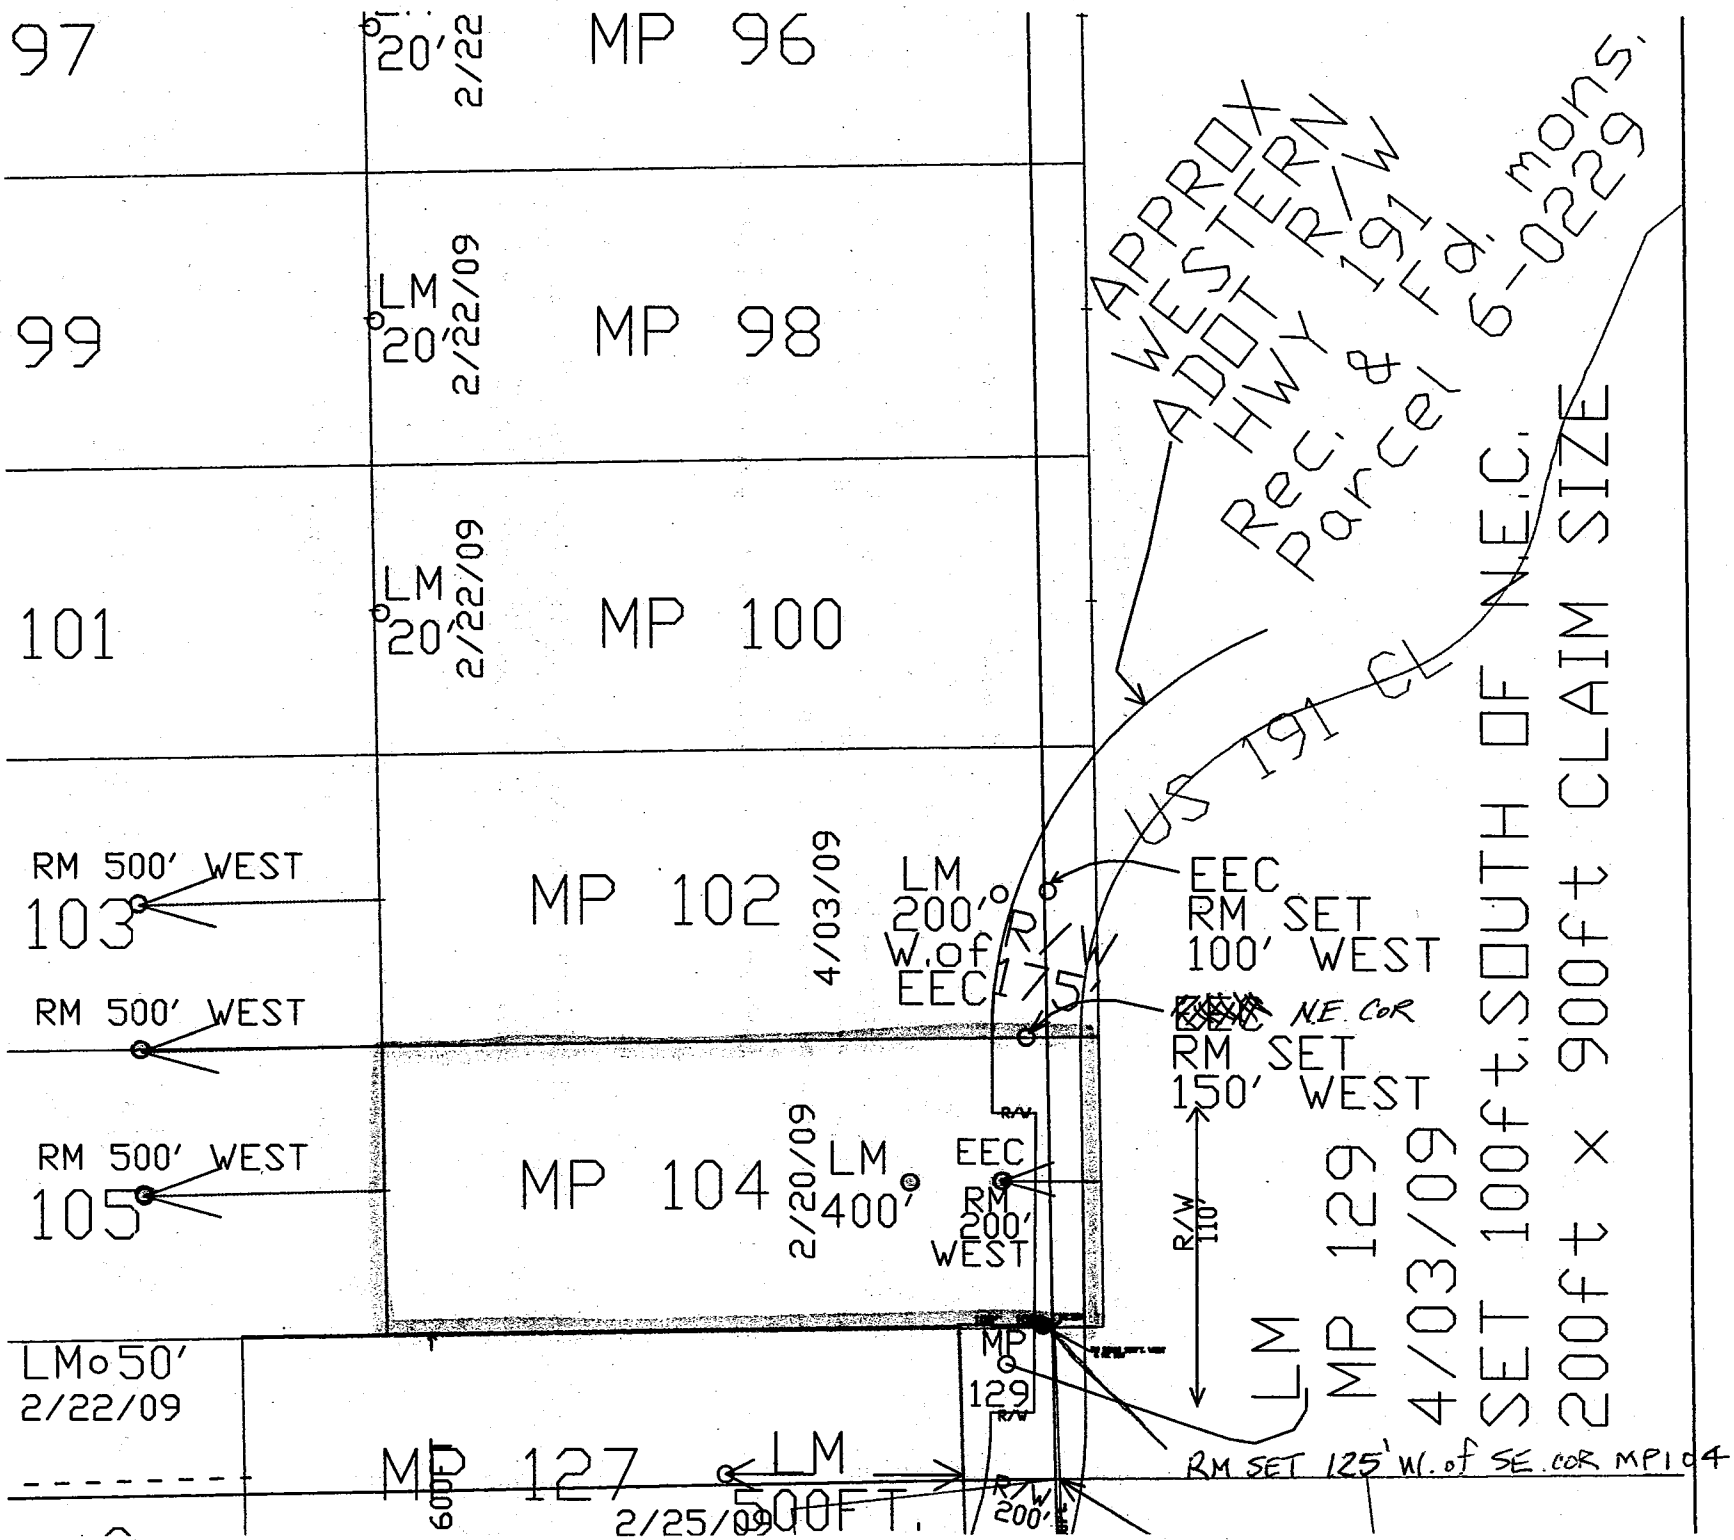 97
20'
2/22
MP 96
APPROX
WESTERN
ADOT R/W
HWY 191
Rec. & Fd. mons.
Parcel 6-0229
99
LM
20'
2/22/09
MP 98
101
LM
20'
2/22/09
MP 100
US 191 CL
RM 500' WEST
103
MP 102
4/03/09
LM
200'
W.of
EEC
R/W
175'
EEC
RM SET
100' WEST
RM 500' WEST
N.E. COR
RM SET
150' WEST
R/W
RM 500' WEST
105
MP 104
2/20/09
LM
400'
EEC
RM
200'
WEST
R/W
110'
LM
MP 129
4/03/09
SET 100ft.SOUTH OF N.E.C.
200ft x 900ft CLAIM SIZE
LM 50'
2/22/09
MP
129
R/W
MP 127
600FT
LM
500FT.
2/25/09
R/W
200'
RM SET 125' W. of SE. COR MP104